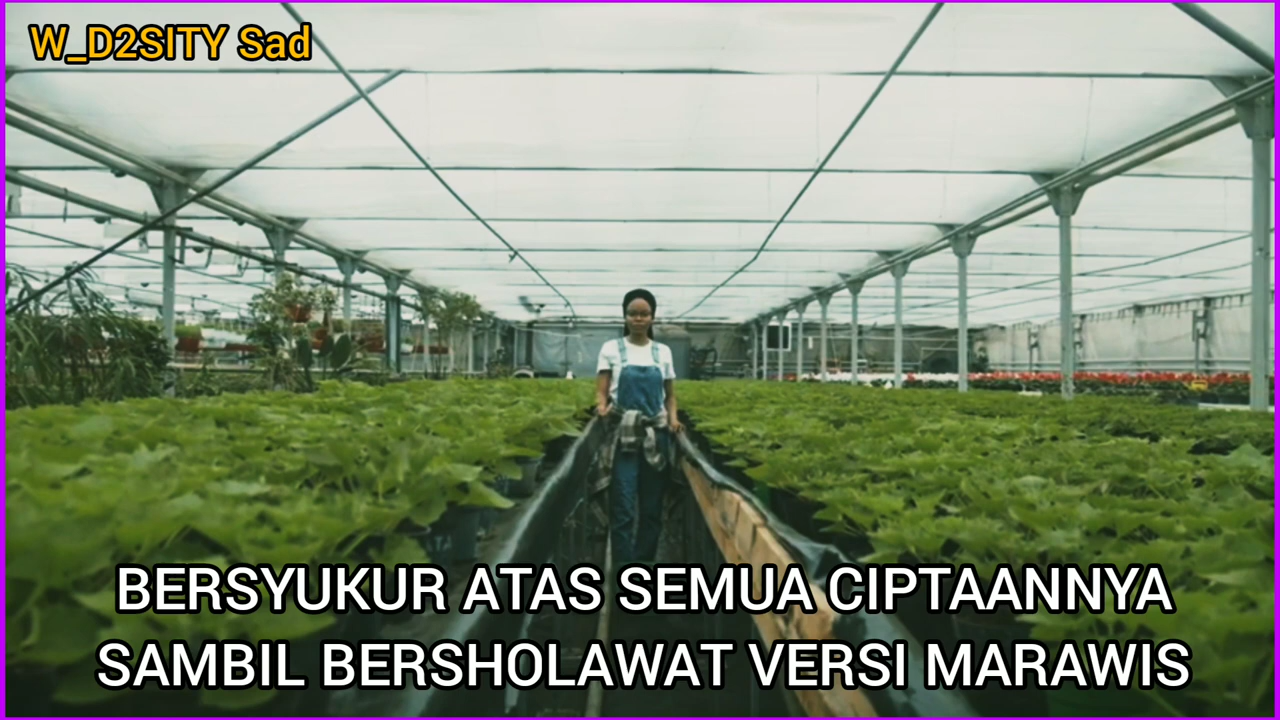 W_D2SITY Sad
BERSYUKUR ATAS SEMUA CIPTAANNYA
SAMBIL BERSHOLAWAT VERSI MARAWIS